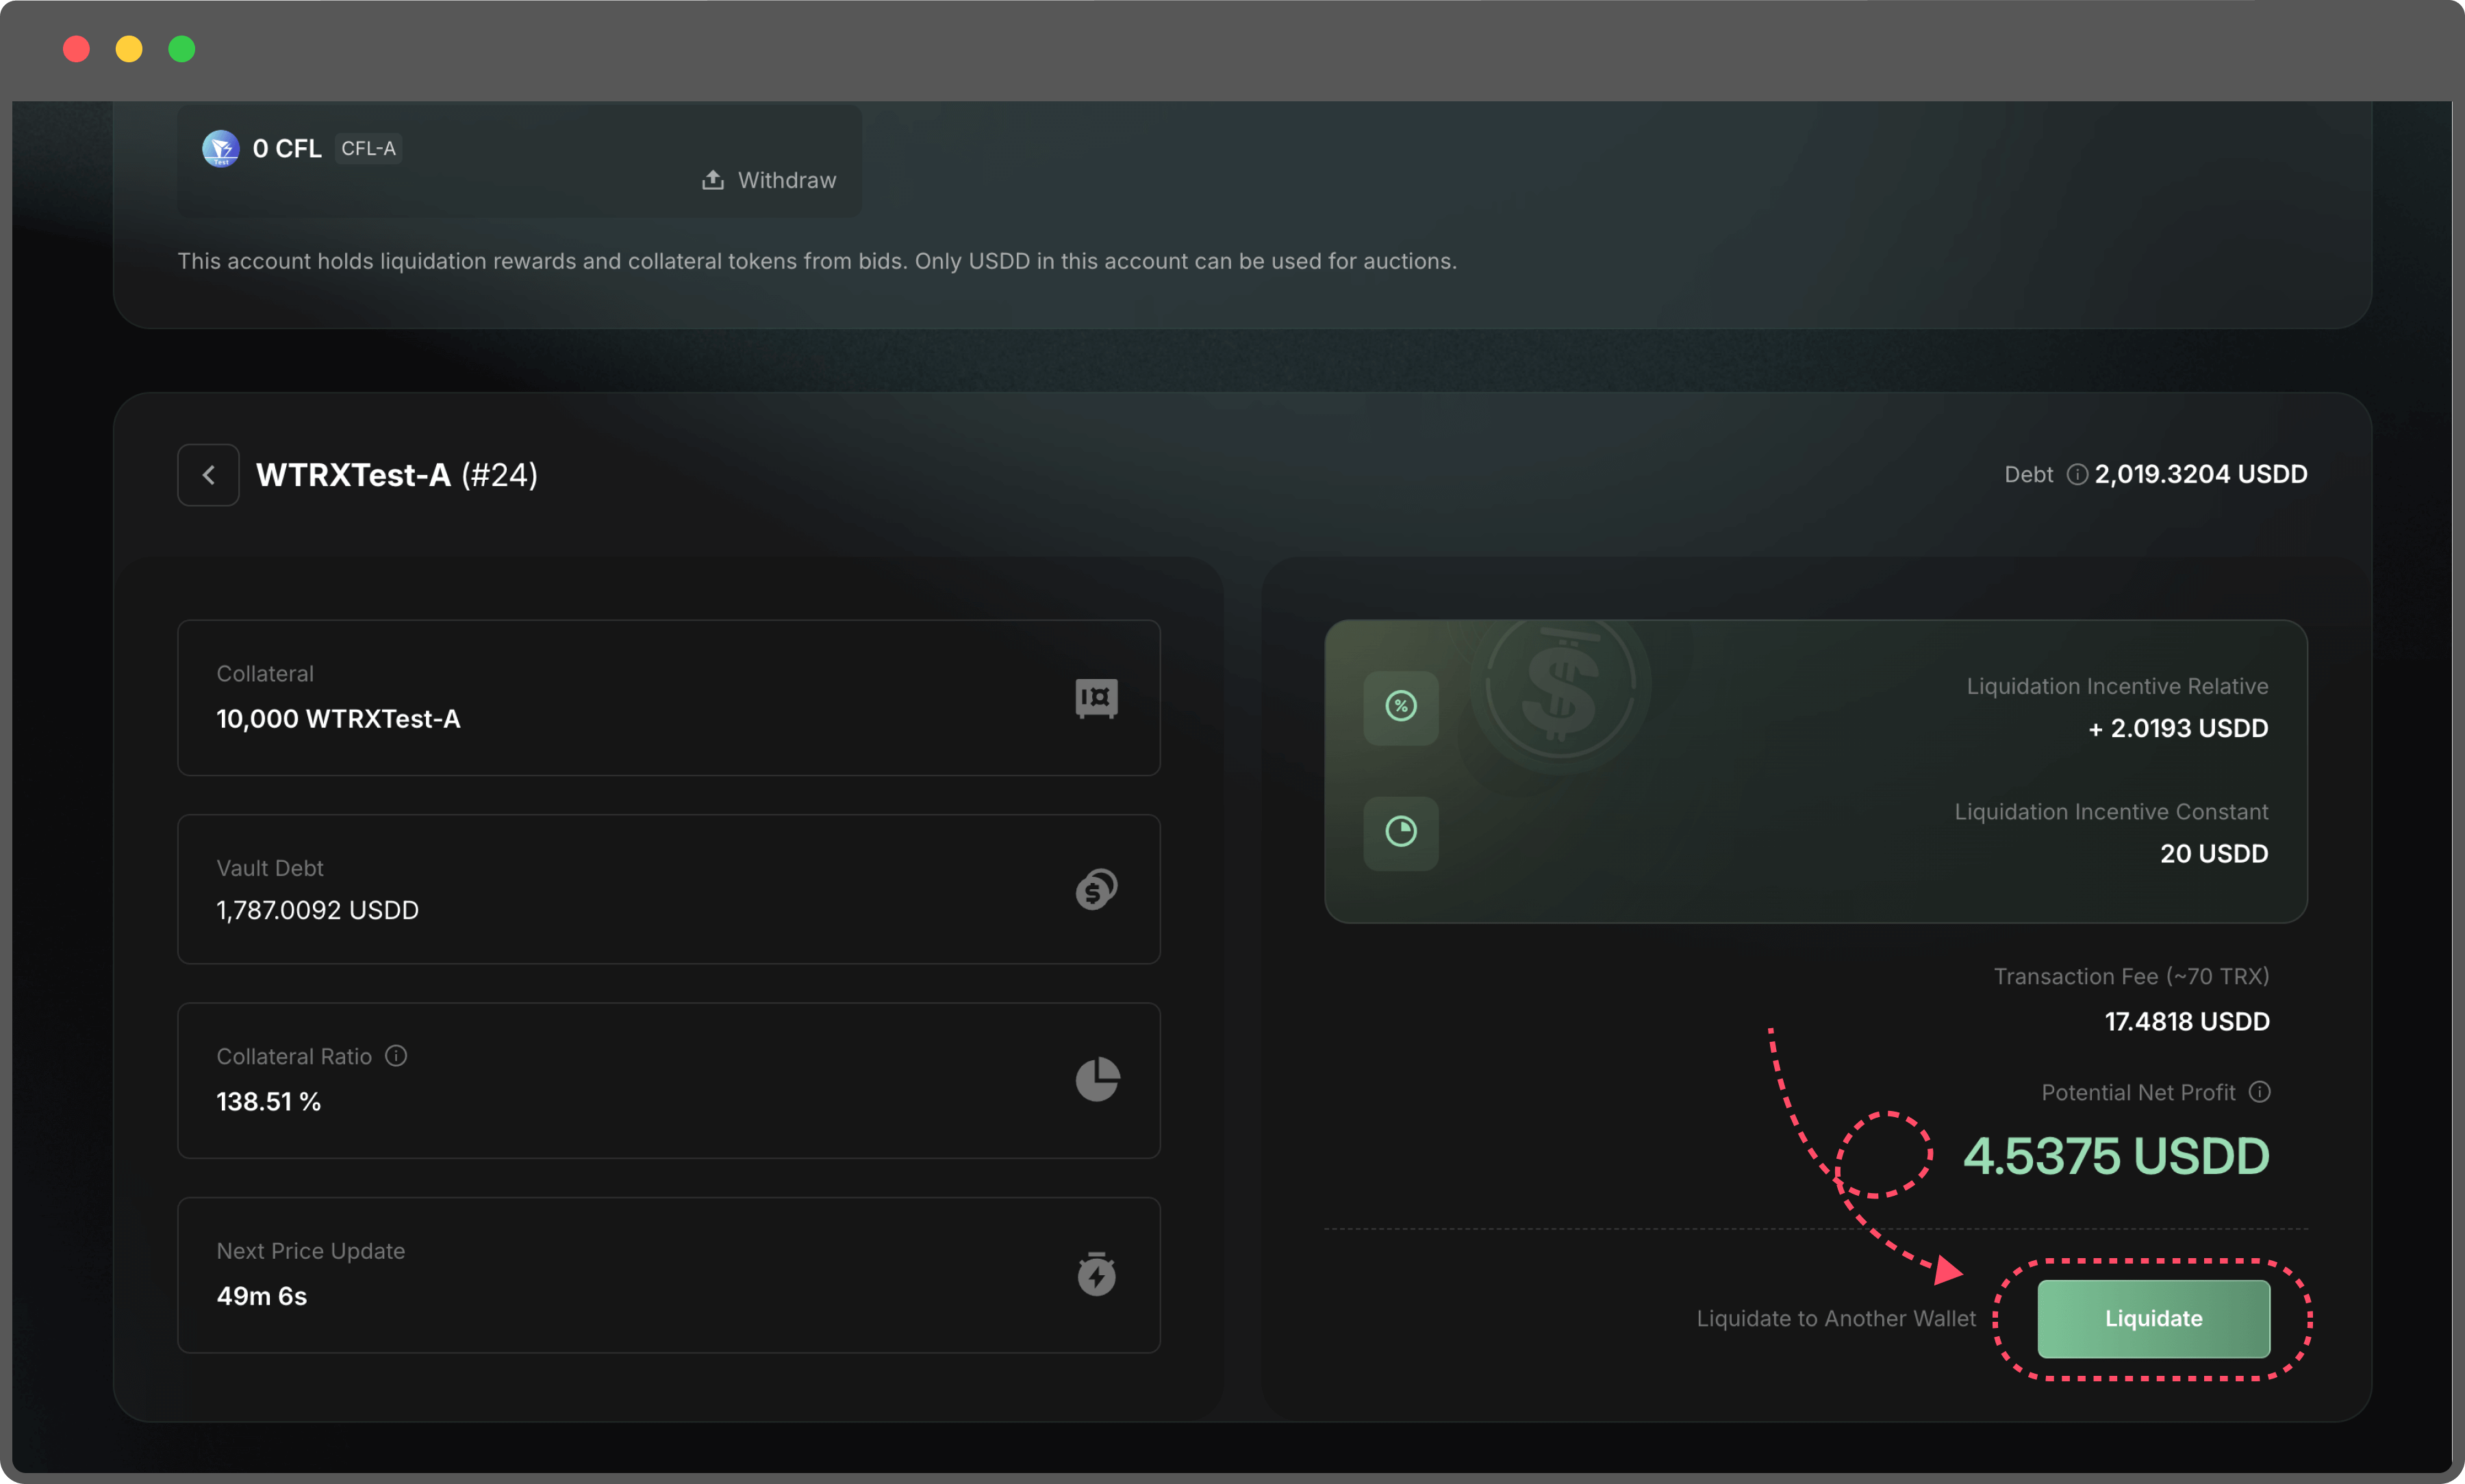 0 CFL CFL-A
Test
Withdraw
This account holds liquidation rewards and collateral tokens from bids. Only USDD in this account can be used for auctions.
WTRXTest-A (#24)
Debt 2,019.3204 USDD
Collateral
10,000 WTRXTest-A
Vault Debt
1,787.0092 USDD
Collateral Ratio
138.51 %
Next Price Update
49m 6s
Liquidation Incentive Relative
+ 2.0193 USDD
Liquidation Incentive Constant
20 USDD
Transaction Fee (~70 TRX)
17.4818 USDD
Potential Net Profit
4.5375 USDD
Liquidate to Another Wallet
Liquidate